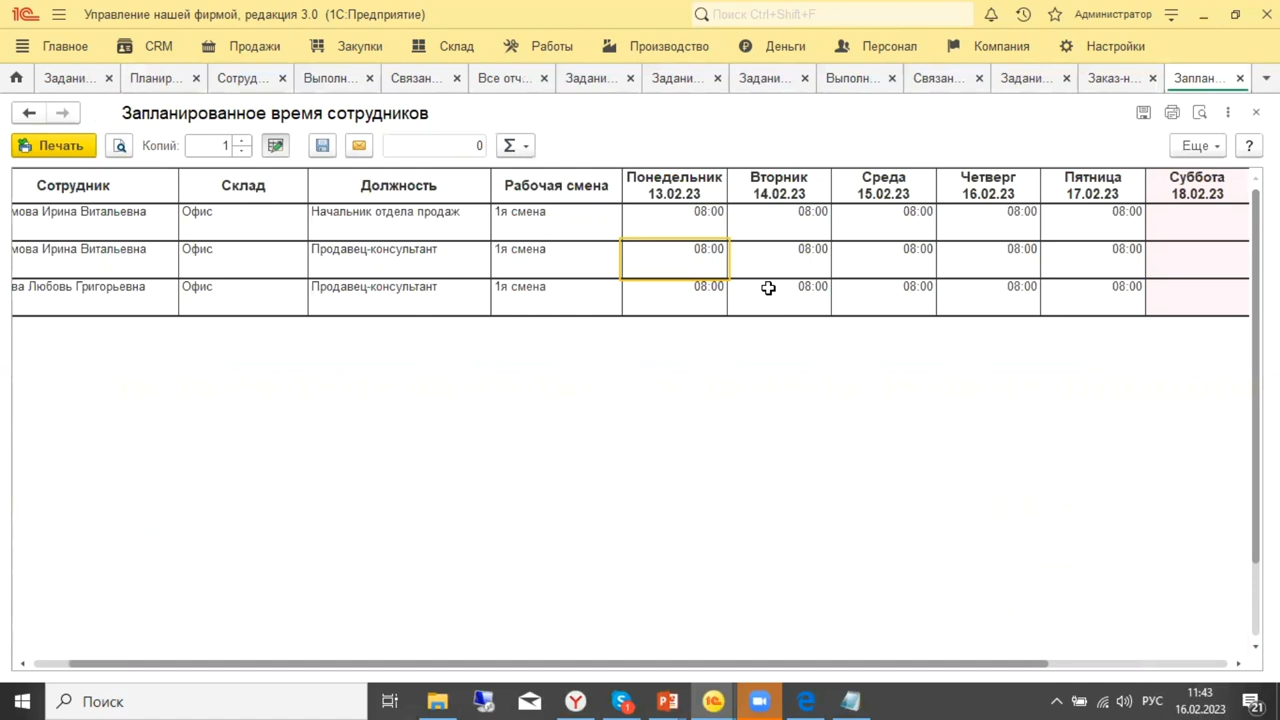 Управление нашей фирмой, редакция 3.0 (1С:Предприятие)
Поиск Ctrl+Shift+F
Администратор
Главное CRM Продажи Закупки Склад Работы Производство Деньги Персонал Компания Настройки
Задани... Планир... Сотруд... Выполн... Связан... Все отч... Задани... Задани... Задани... Выполн... Связан... Задани... Заказ-н... Заплан...
Запланированное время сотрудников
Печать Копий: 1 0 Σ Еще ?
Сотрудник Склад Должность Рабочая смена Понедельник 13.02.23 Вторник 14.02.23 Среда 15.02.23 Четверг 16.02.23 Пятница 17.02.23 Суббота 18.02.23
мова Ирина Витальевна Офис Начальник отдела продаж 1я смена 08:00 08:00 08:00 08:00 08:00
мова Ирина Витальевна Офис Продавец-консультант 1я смена 08:00 08:00 08:00 08:00 08:00
ва Любовь Григорьевна Офис Продавец-консультант 1я смена 08:00 08:00 08:00 08:00 08:00
Поиск
РУС
11:43
16.02.2023
21